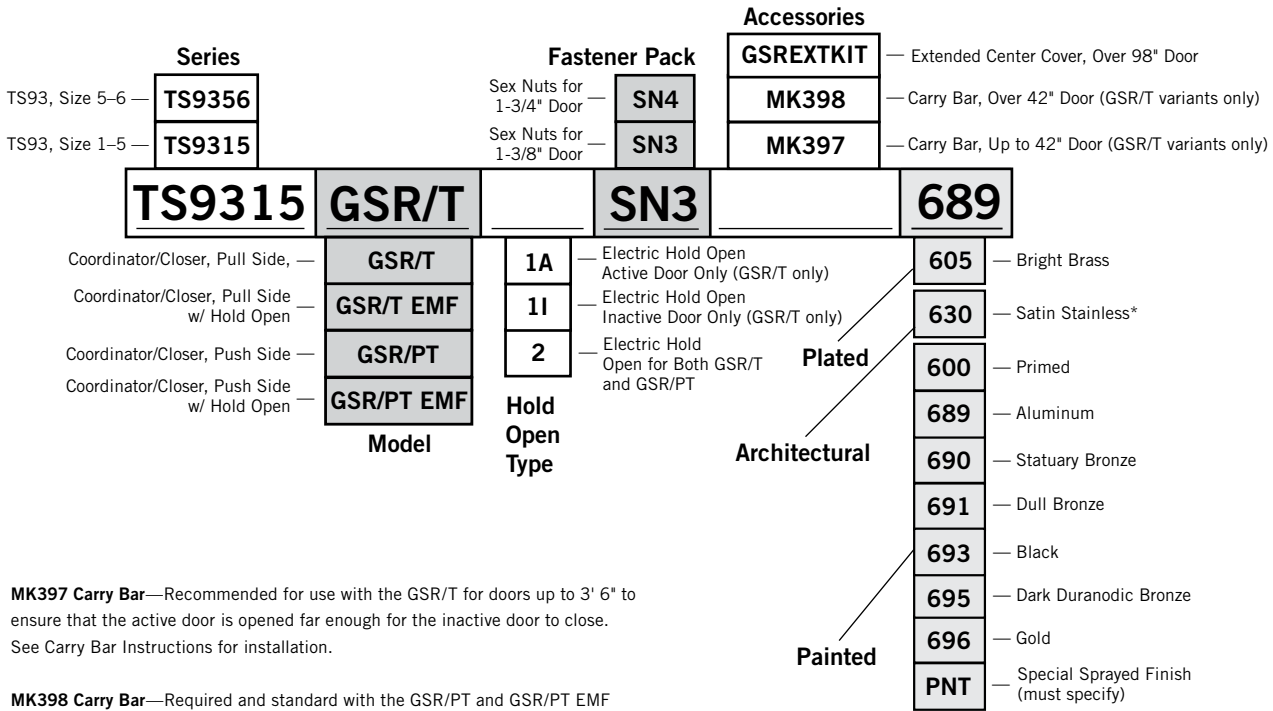 Accessories
GSREXTKIT
Extended Center Cover, Over 98" Door
MK398
Carry Bar, Over 42" Door (GSR/T variants only)
MK397
Carry Bar, Up to 42" Door (GSR/T variants only)
Series
TS93, Size 5–6
TS9356
TS93, Size 1–5
TS9315
Fastener Pack
Sex Nuts for
1-3/4" Door
SN4
Sex Nuts for
1-3/8" Door
SN3
TS9315 GSR/T SN3 689
Coordinator/Closer, Pull Side,
GSR/T
Coordinator/Closer, Pull Side
w/ Hold Open
GSR/T EMF
Coordinator/Closer, Push Side
GSR/PT
Coordinator/Closer, Push Side
w/ Hold Open
GSR/PT EMF
Model
1A
Electric Hold Open
Active Door Only (GSR/T only)
1I
Electric Hold Open
Inactive Door Only (GSR/T only)
2
Electric Hold
Open for Both GSR/T
and GSR/PT
Hold
Open
Type
Plated
Architectural
Painted
605
Bright Brass
630
Satin Stainless*
600
Primed
689
Aluminum
690
Statuary Bronze
691
Dull Bronze
693
Black
695
Dark Duranodic Bronze
696
Gold
PNT
Special Sprayed Finish
(must specify)
MK397 Carry Bar—Recommended for use with the GSR/T for doors up to 3' 6" to
ensure that the active door is opened far enough for the inactive door to close.
See Carry Bar Instructions for installation.
MK398 Carry Bar—Required and standard with the GSR/PT and GSR/PT EMF